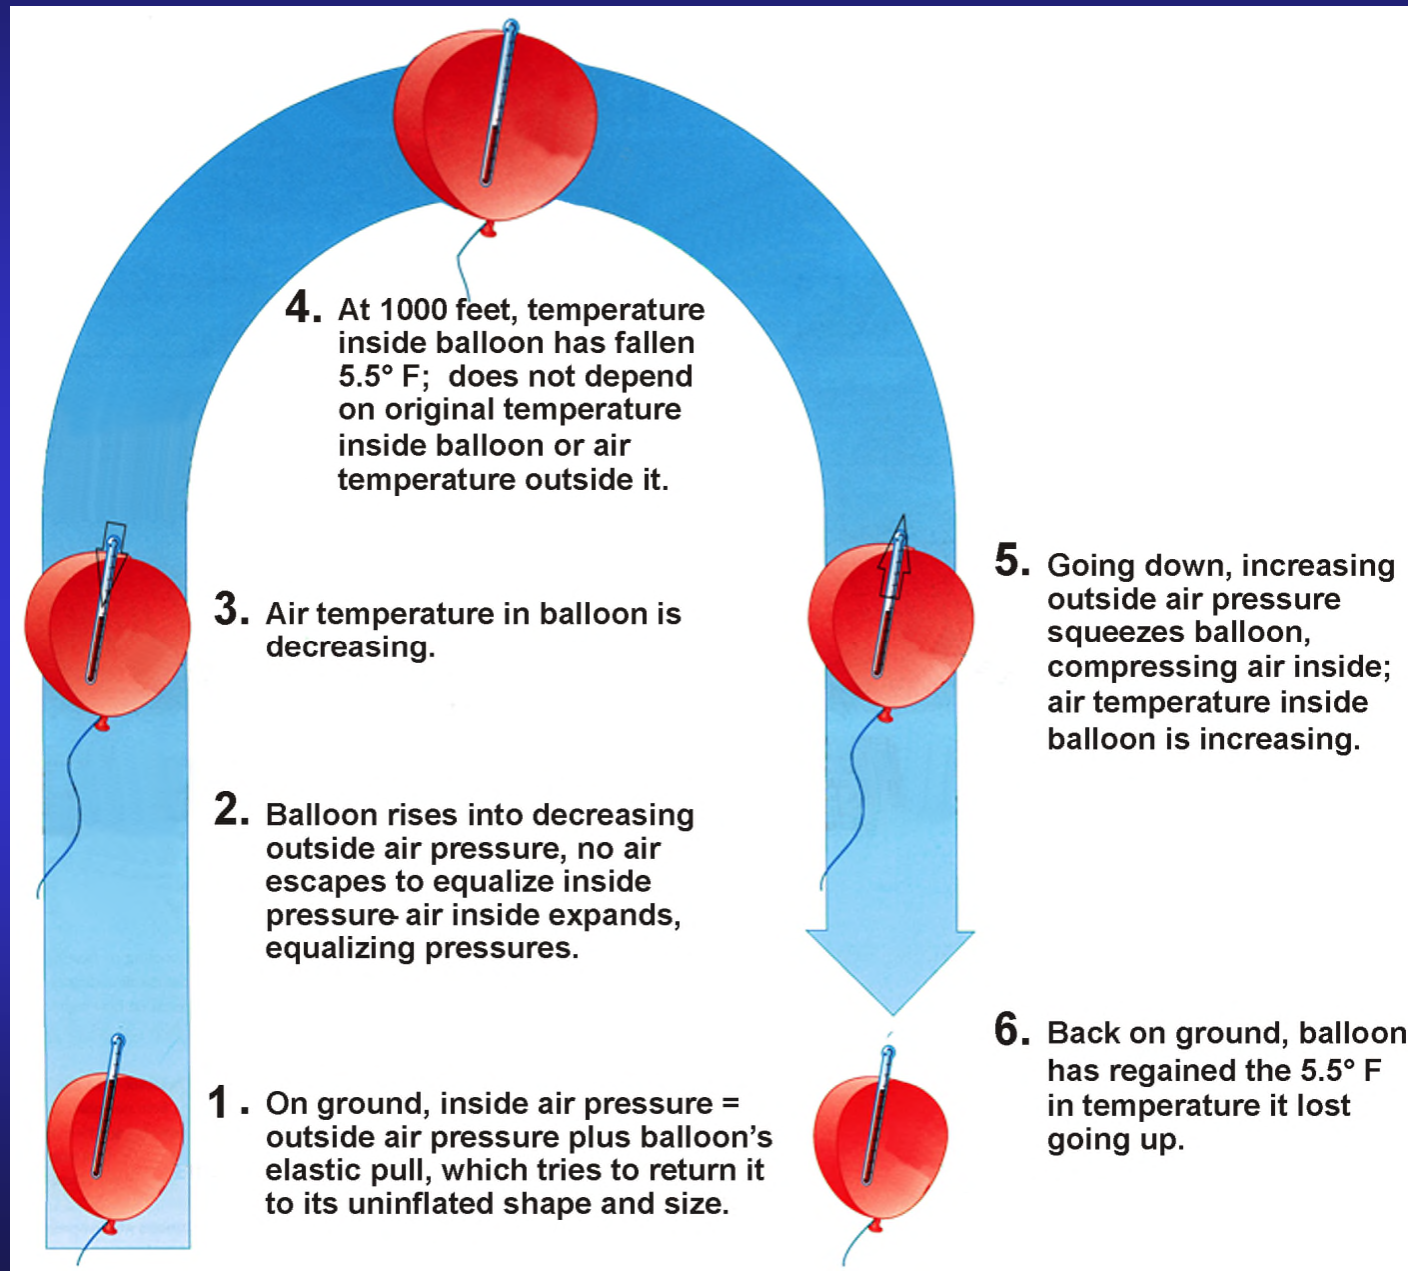 4. At 1000 feet, temperature
inside balloon has fallen
5.5° F; does not depend
on original temperature
inside balloon or air
temperature outside it.
3. Air temperature in balloon is
decreasing.
2. Balloon rises into decreasing
outside air pressure, no air
escapes to equalize inside
pressure- air inside expands,
equalizing pressures.
1. On ground, inside air pressure =
outside air pressure plus balloon's
elastic pull, which tries to return it
to its uninflated shape and size.
5. Going down, increasing
outside air pressure
squeezes balloon,
compressing air inside;
air temperature inside
balloon is increasing.
6. Back on ground, balloon
has regained the 5.5° F
in temperature it lost
going up.